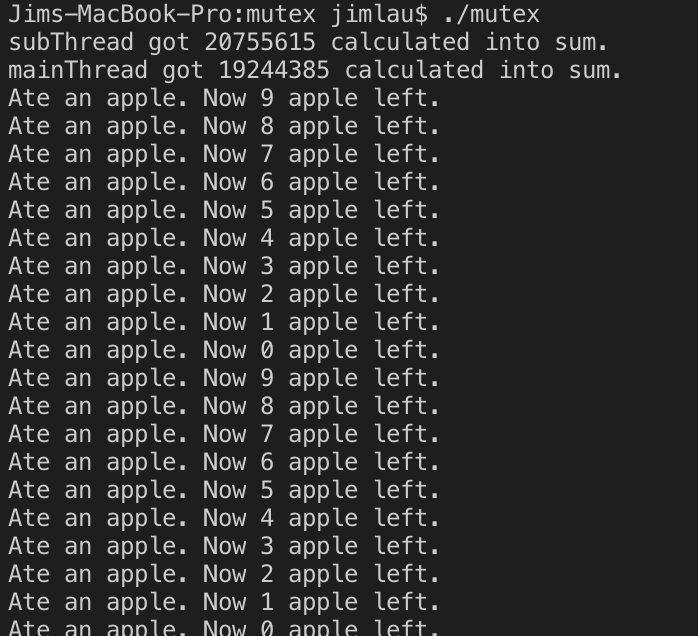 Jims-MacBook-Pro:mutex jimlau$ ./mutex
subThread got 20755615 calculated into sum.
mainThread got 19244385 calculated into sum.
Ate an apple. Now 9 apple left.
Ate an apple. Now 8 apple left.
Ate an apple. Now 7 apple left.
Ate an apple. Now 6 apple left.
Ate an apple. Now 5 apple left.
Ate an apple. Now 4 apple left.
Ate an apple. Now 3 apple left.
Ate an apple. Now 2 apple left.
Ate an apple. Now 1 apple left.
Ate an apple. Now 0 apple left.
Ate an apple. Now 9 apple left.
Ate an apple. Now 8 apple left.
Ate an apple. Now 7 apple left.
Ate an apple. Now 6 apple left.
Ate an apple. Now 5 apple left.
Ate an apple. Now 4 apple left.
Ate an apple. Now 3 apple left.
Ate an apple. Now 2 apple left.
Ate an apple. Now 1 apple left.
Ate an apple. Now 0 apple left.